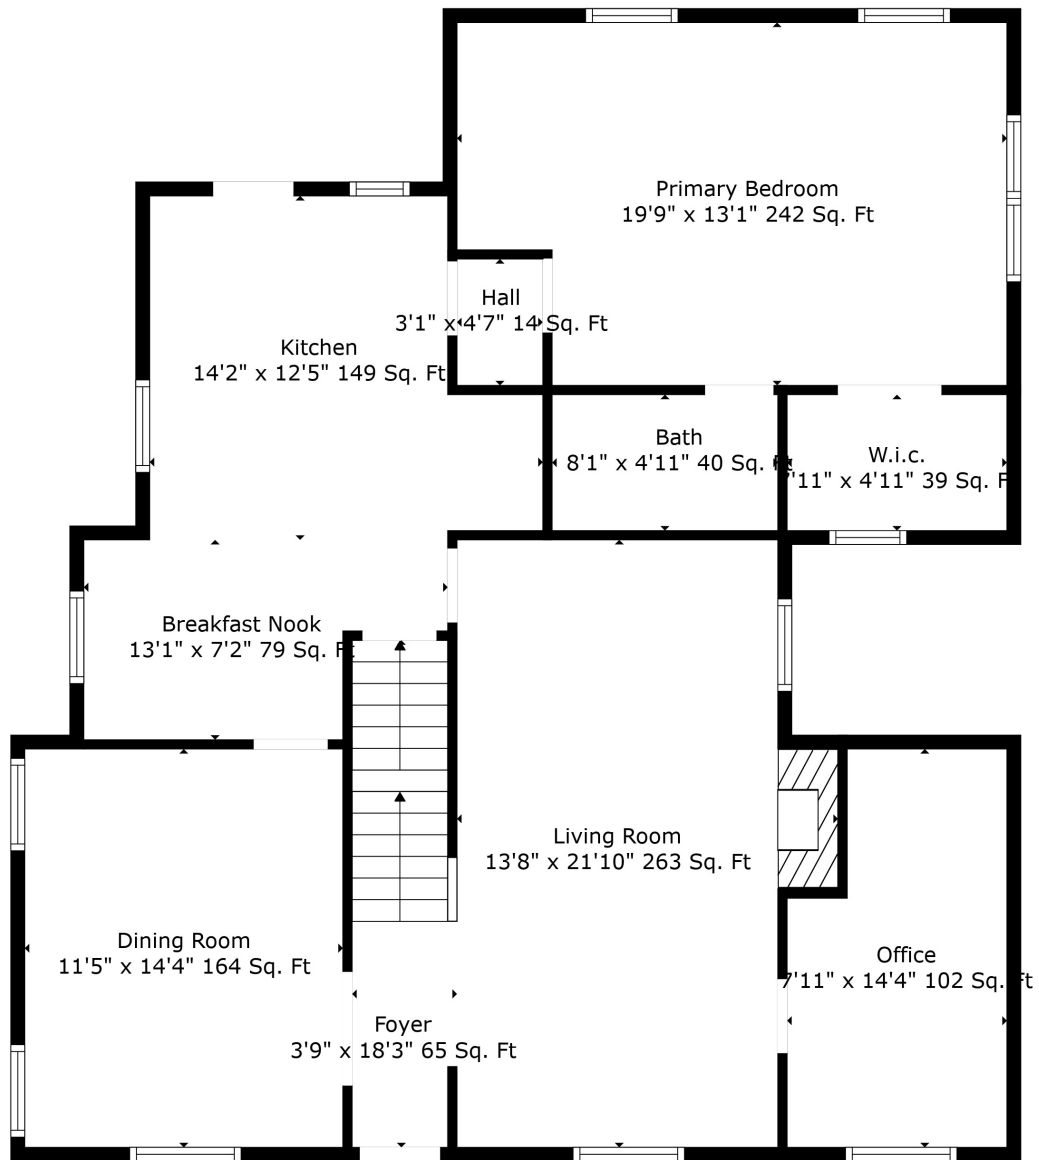 Primary Bedroom
19'9" x 13'1" 242 Sq. Ft
Hall
3'1" x 4'7" 14 Sq. Ft
Kitchen
14'2" x 12'5" 149 Sq. Ft
Bath
8'1" x 4'11" 40 Sq. Ft
W.i.c.
7'11" x 4'11" 39 Sq. Ft
Breakfast Nook
13'1" x 7'2" 79 Sq. Ft
Living Room
13'8" x 21'10" 263 Sq. Ft
Dining Room
11'5" x 14'4" 164 Sq. Ft
Office
7'11" x 14'4" 102 Sq. Ft
Foyer
3'9" x 18'3" 65 Sq. Ft